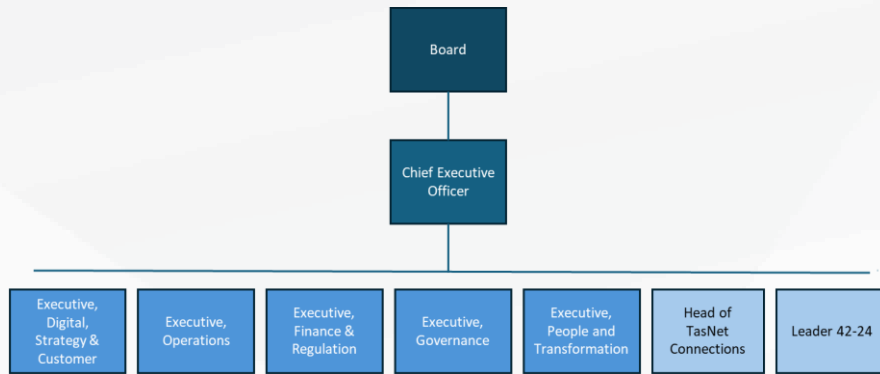 Board
Chief Executive
Officer
Executive,
Digital,
Strategy &
Customer
Executive,
Operations
Executive,
Finance &
Regulation
Executive,
Governance
Executive,
People and
Transformation
Head of
TasNet
Connections
Leader 42-24